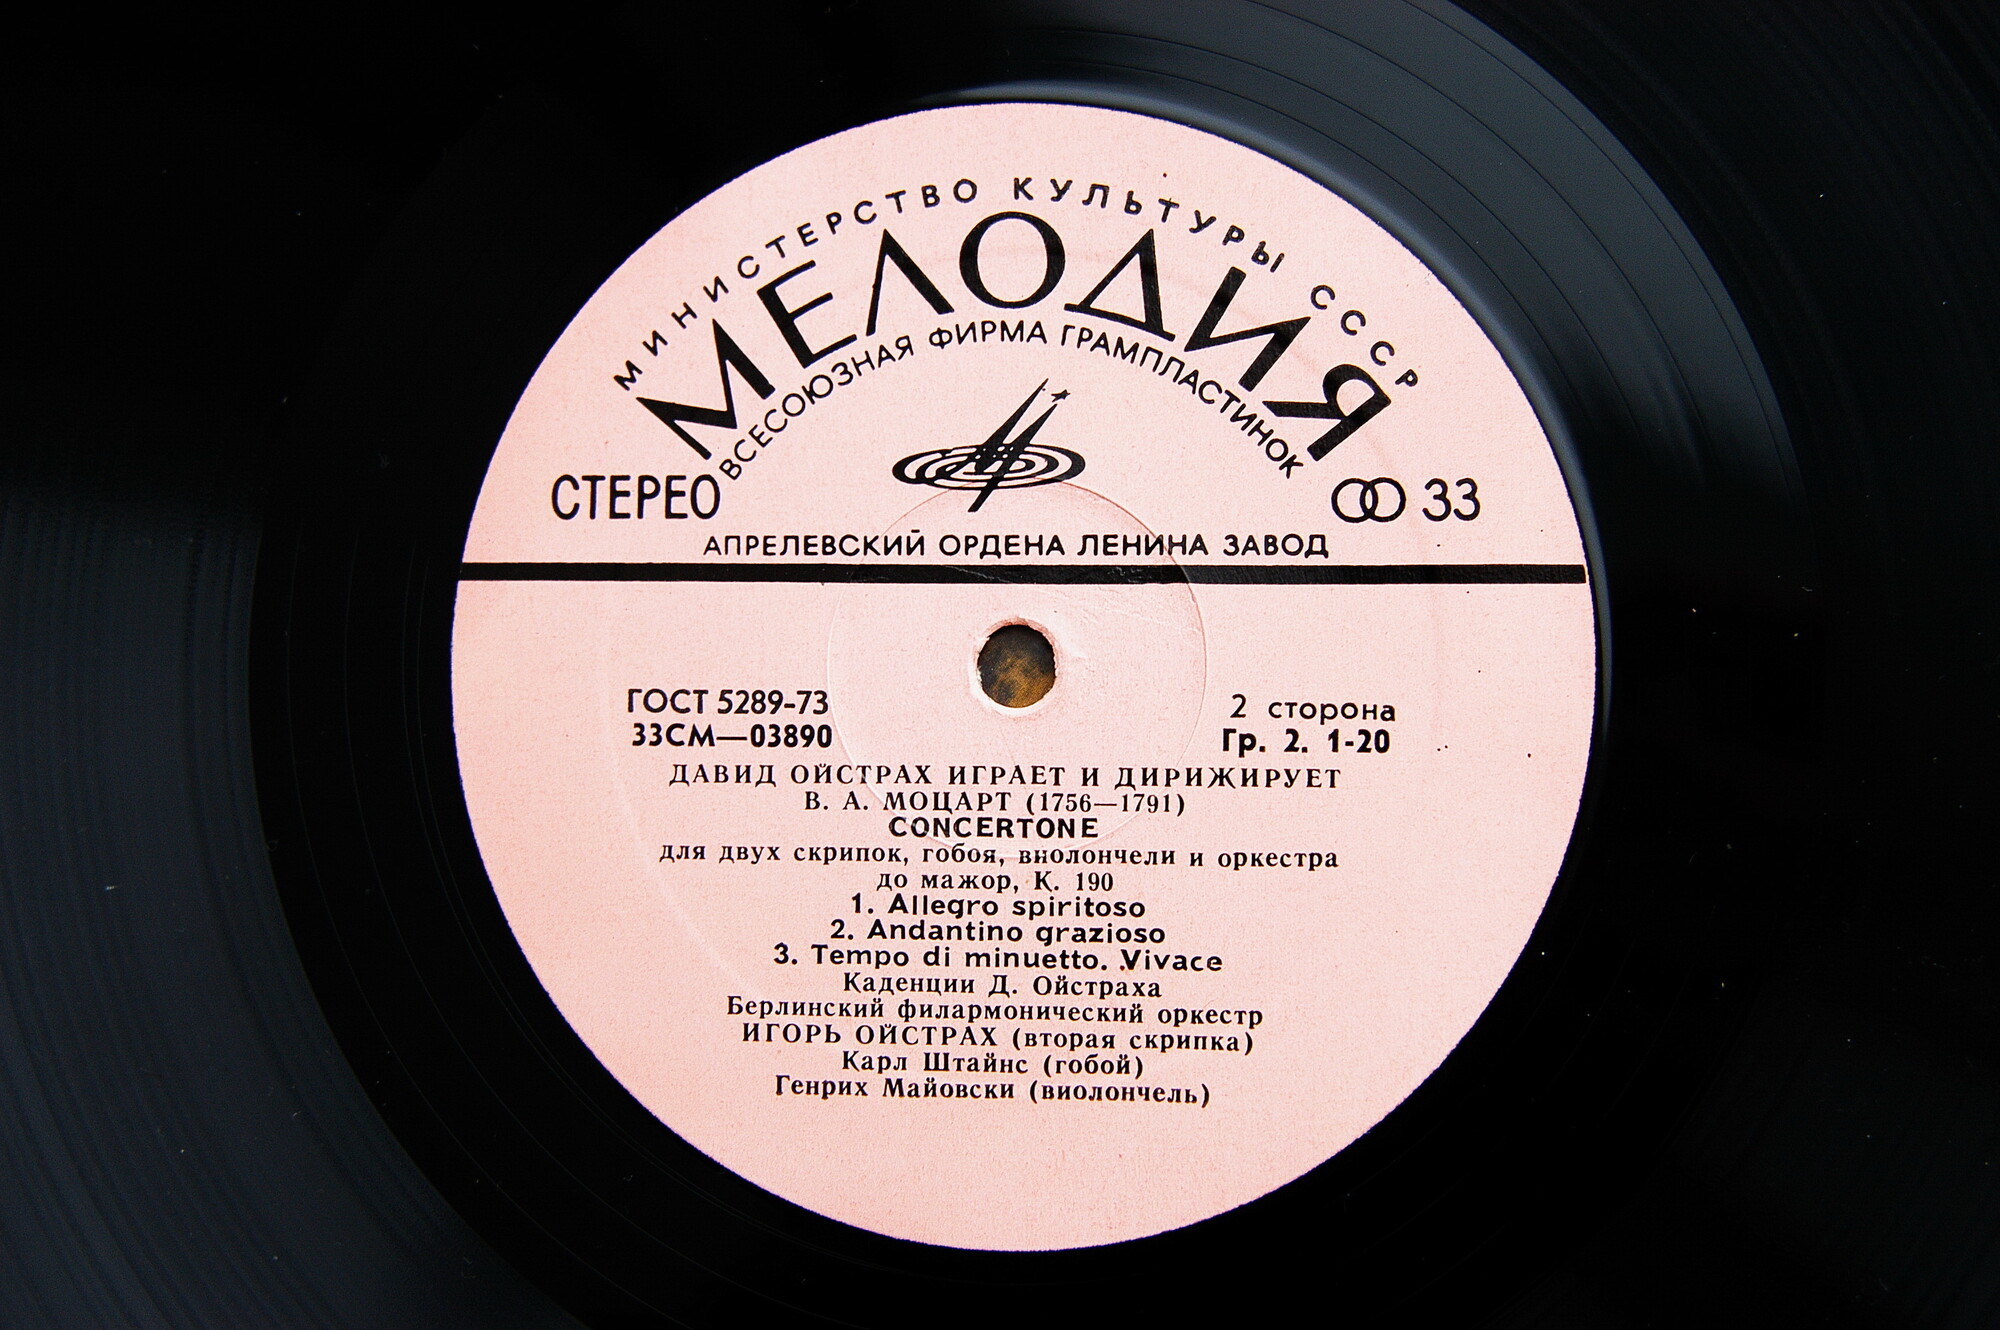 МИНИСТЕРСТВО КУЛЬТУРЫ СССР
МЕЛОДИЯ
ВСЕСОЮЗНАЯ ФИРМА ГРАМПЛАСТИНОК
СТЕРЕО
33
АПРЕЛЕВСКИЙ ОРДЕНА ЛЕНИНА ЗАВОД
ГОСТ 5289-73
2 сторона
33СМ—03890
Гр. 2. 1-20
ДАВИД ОЙСТРАХ ИГРАЕТ И ДИРИЖИРУЕТ
В. А. МОЦАРТ (1756—1791)
CONCERTONE
для двух скрипок, гобоя, виолончели и оркестра
до мажор, К. 190
1. Allegro spiritoso
2. Andantino grazioso
3. Tempo di minuetto. Vivace
Каденции Д. Ойстраха
Берлинский филармонический оркестр
ИГОРЬ ОЙСТРАХ (вторая скрипка)
Карл Штайнс (гобой)
Генрих Майовски (виолончель)